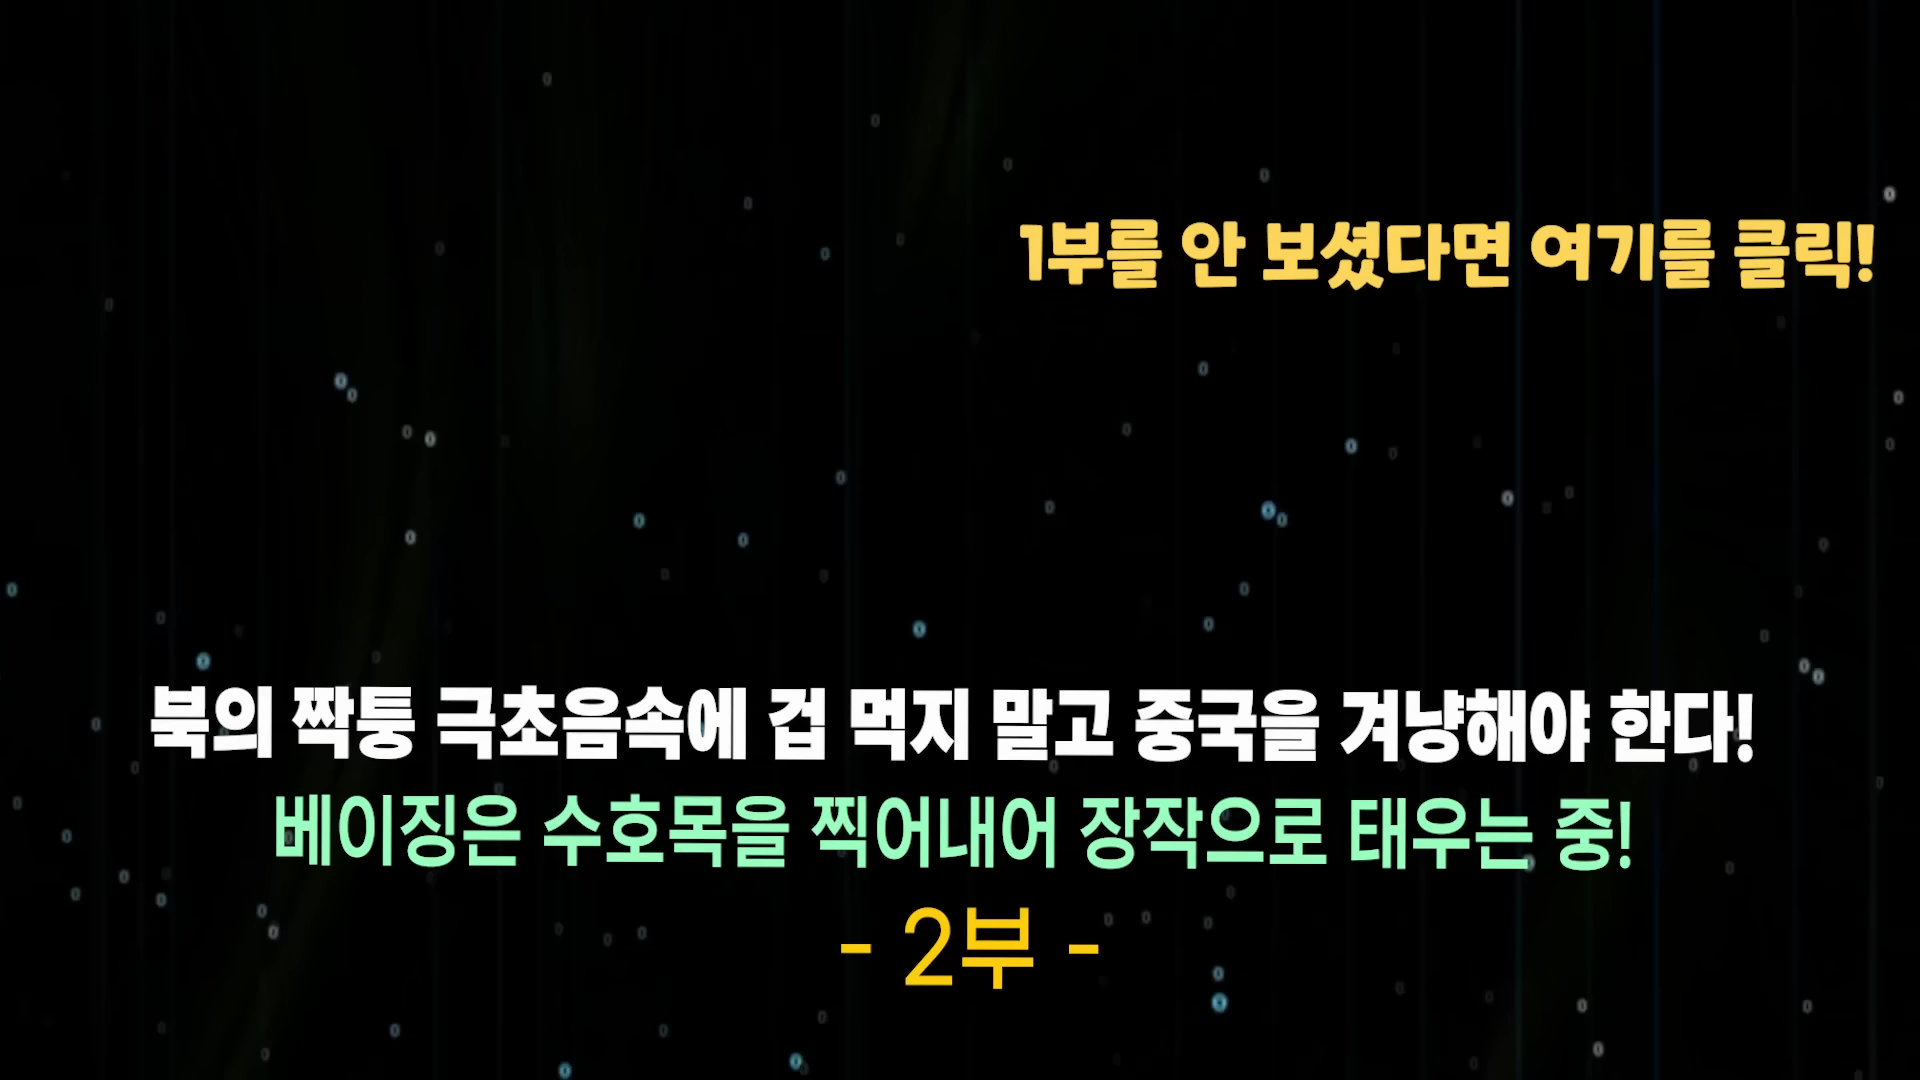 1부를 안 보셨다면 여기를 클릭!
북의 짝퉁 극초음속에 겁 먹지 말고 중국을 겨냥해야 한다!
베이징은 수호목을 찍어내어 장작으로 태우는 중!
- 2부 -